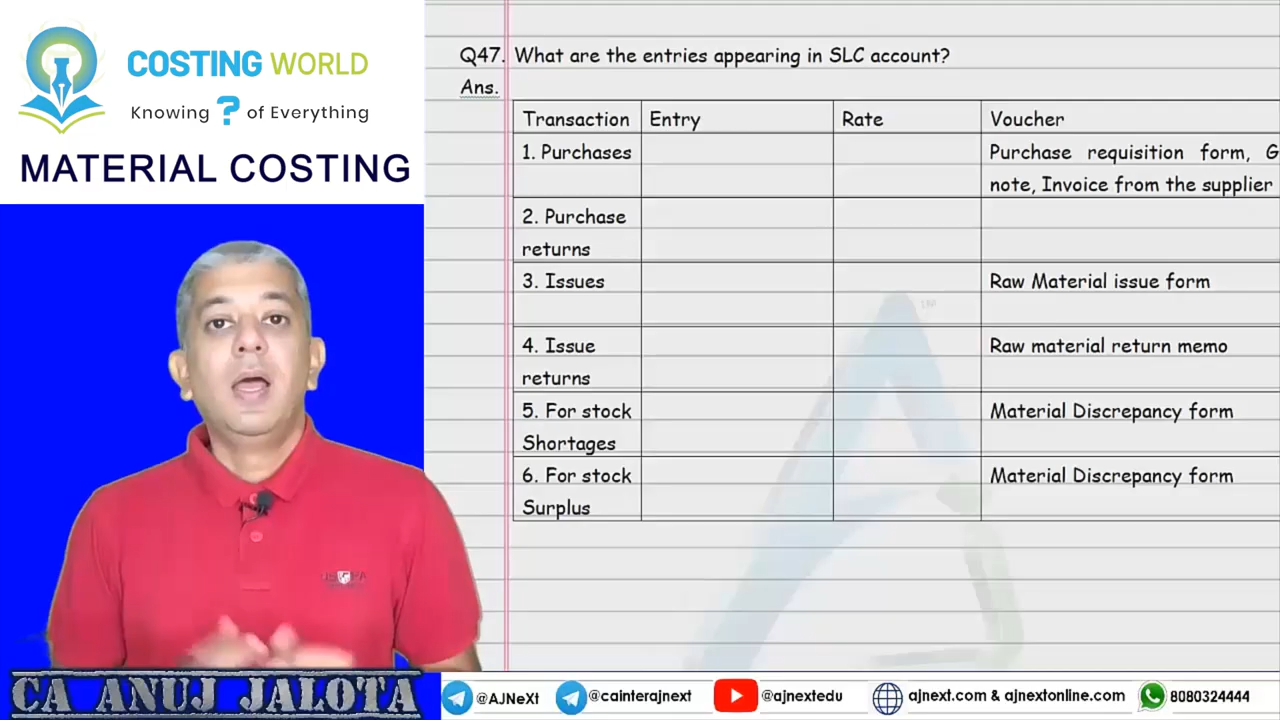 COSTING WORLD
Knowing ? of Everything
MATERIAL COSTING
Q47. What are the entries appearing in SLC account?
Ans.
Transaction Entry Rate Voucher
1. Purchases Purchase requisition form, G
note, Invoice from the supplier
2. Purchase
returns
3. Issues Raw Material issue form
4. Issue Raw material return memo
returns
5. For stock Material Discrepancy form
Shortages
6. For stock Material Discrepancy form
Surplus
CA ANUJ JALOTA
@AJNeXt @cainterajnext @ajnextedu ajnext.com & ajnextonline.com 8080324444